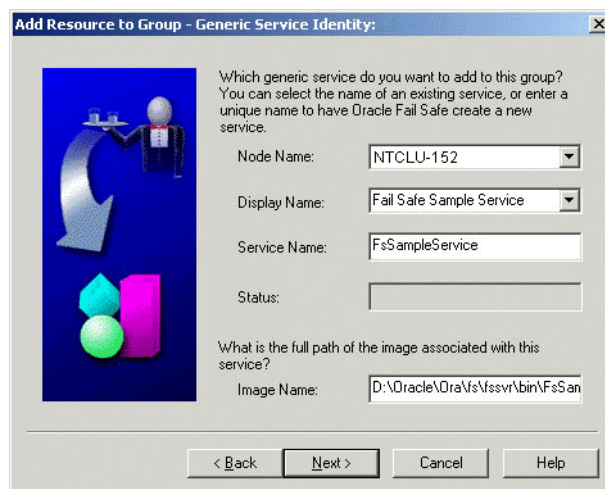 Add Resource to Group - Generic Service Identity:
Which generic service do you want to add to this group?
You can select the name of an existing service, or enter a
unique name to have Oracle Fail Safe create a new
service.
Node Name: NTCLU-152
Display Name: Fail Safe Sample Service
Service Name: FsSampleService
Status:
What is the full path of the image associated with this
service?
Image Name: D:\Oracle\Ora\fs\fssvr\bin\FsSan
< Back Next > Cancel Help